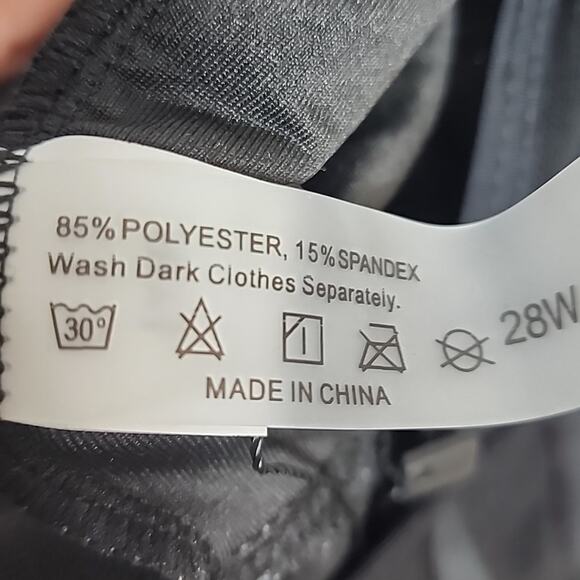 85% POLYESTER, 15% SPANDEX
Wash Dark Clothes Separately.
30°
28W
MADE IN CHINA